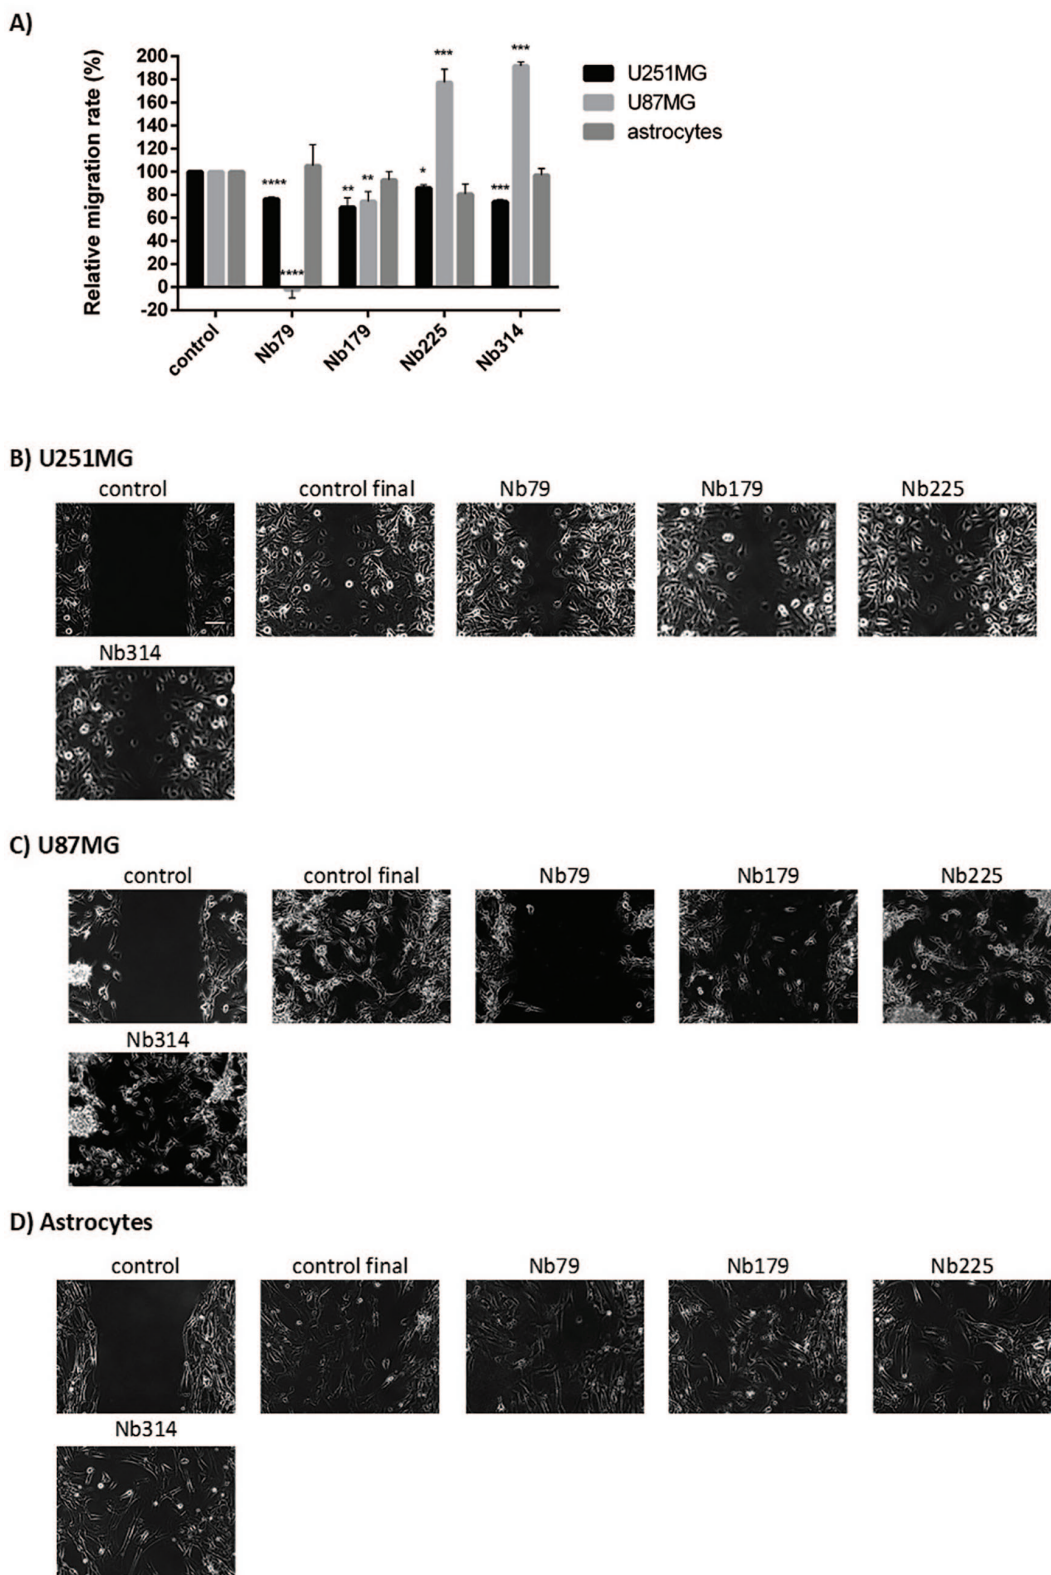 A)
Relative migration rate (%)
200
180
160
140
120
100
80
60
40
20
0
-20
***
***
****
**
**
*
***
****
U251MG
U87MG
astrocytes
control
Nb79
Nb179
Nb225
Nb314
B) U251MG
control
control final
Nb79
Nb179
Nb225
Nb314
C) U87MG
control
control final
Nb79
Nb179
Nb225
Nb314
D) Astrocytes
control
control final
Nb79
Nb179
Nb225
Nb314